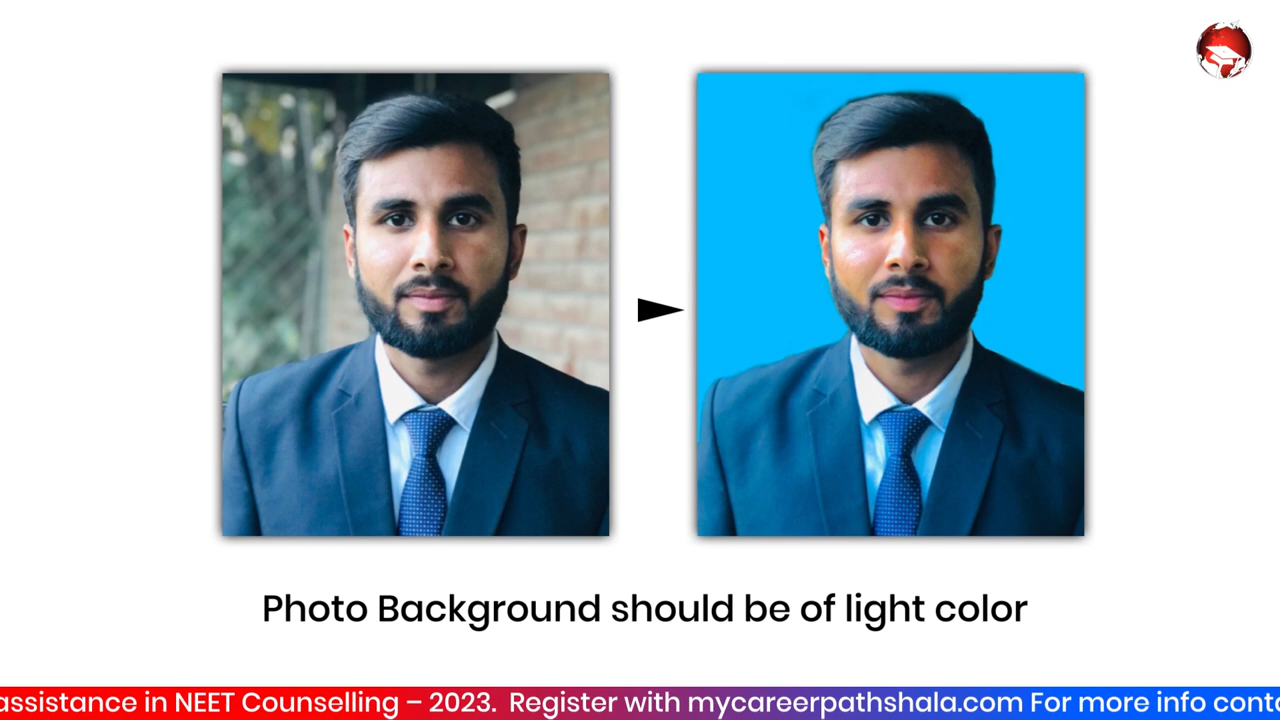 Photo Background should be of light color
assistance in NEET Counselling – 2023. Register with mycareerpathshala.com For more info